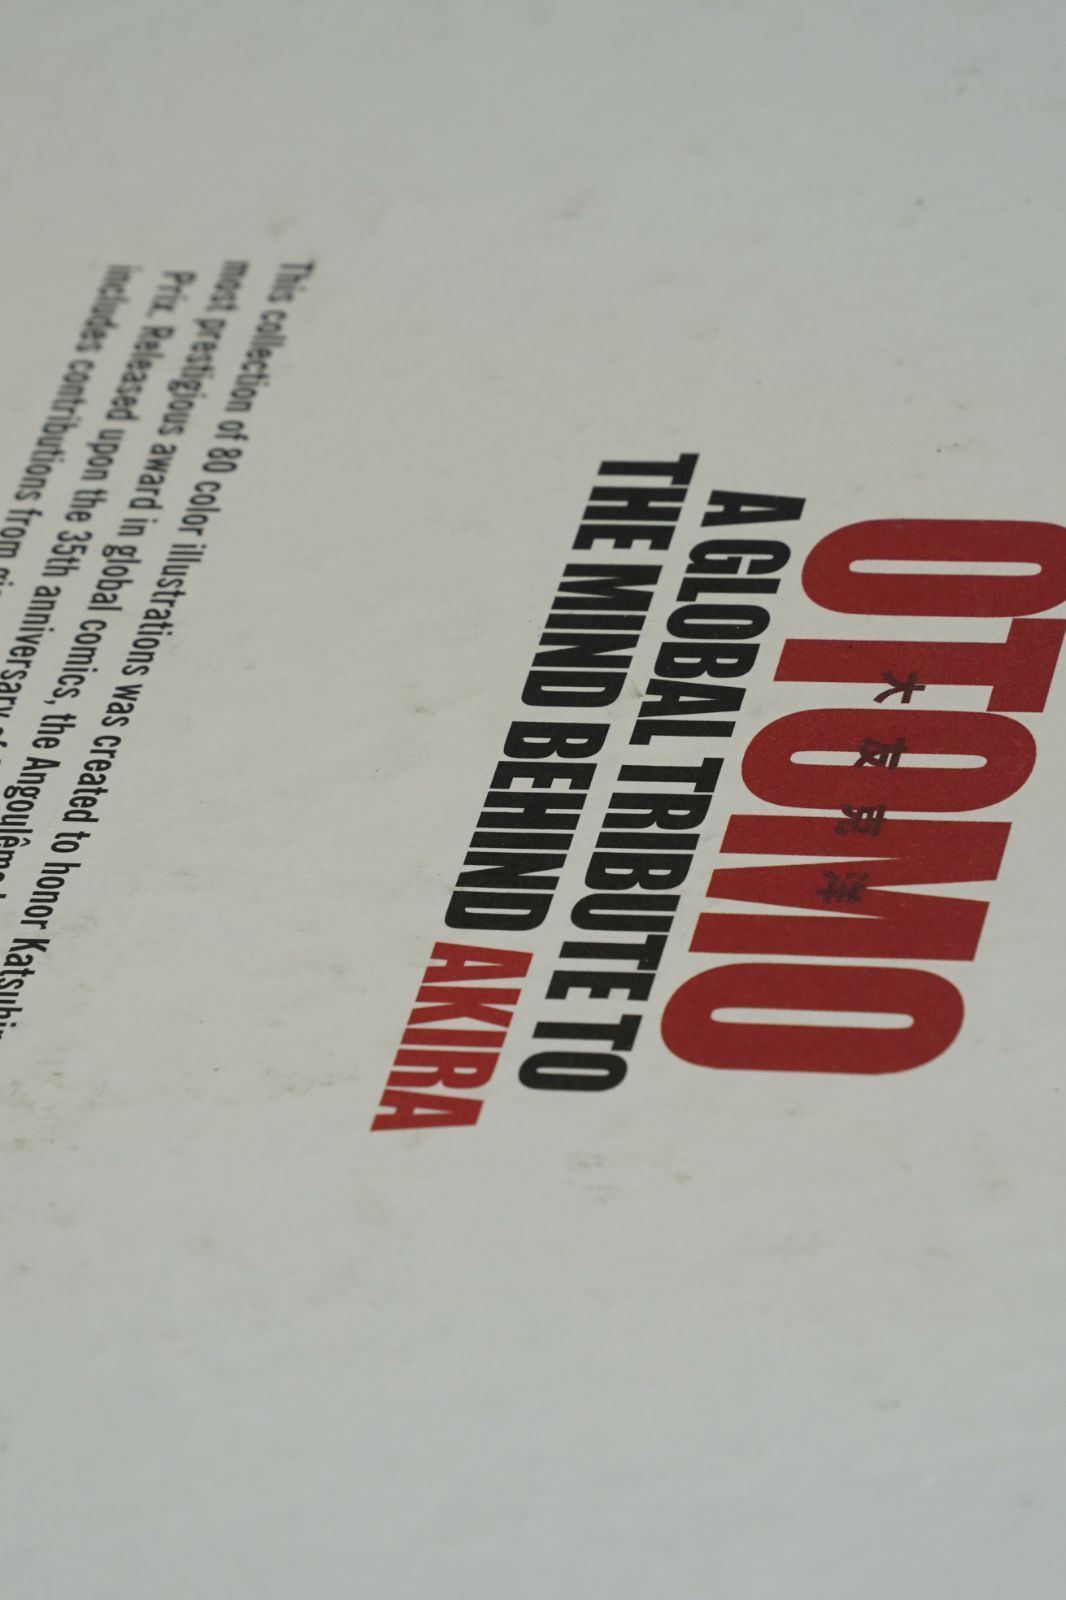 OTOMO
大友克洋
A GLOBAL TRIBUTE TO
THE MIND BEHIND AKIRA
This collection of 80 color illustrations was created to honor
most prestigious award in global comics, the Angoulême
Prix. Released upon the 35th anniversary of
includes contributions from